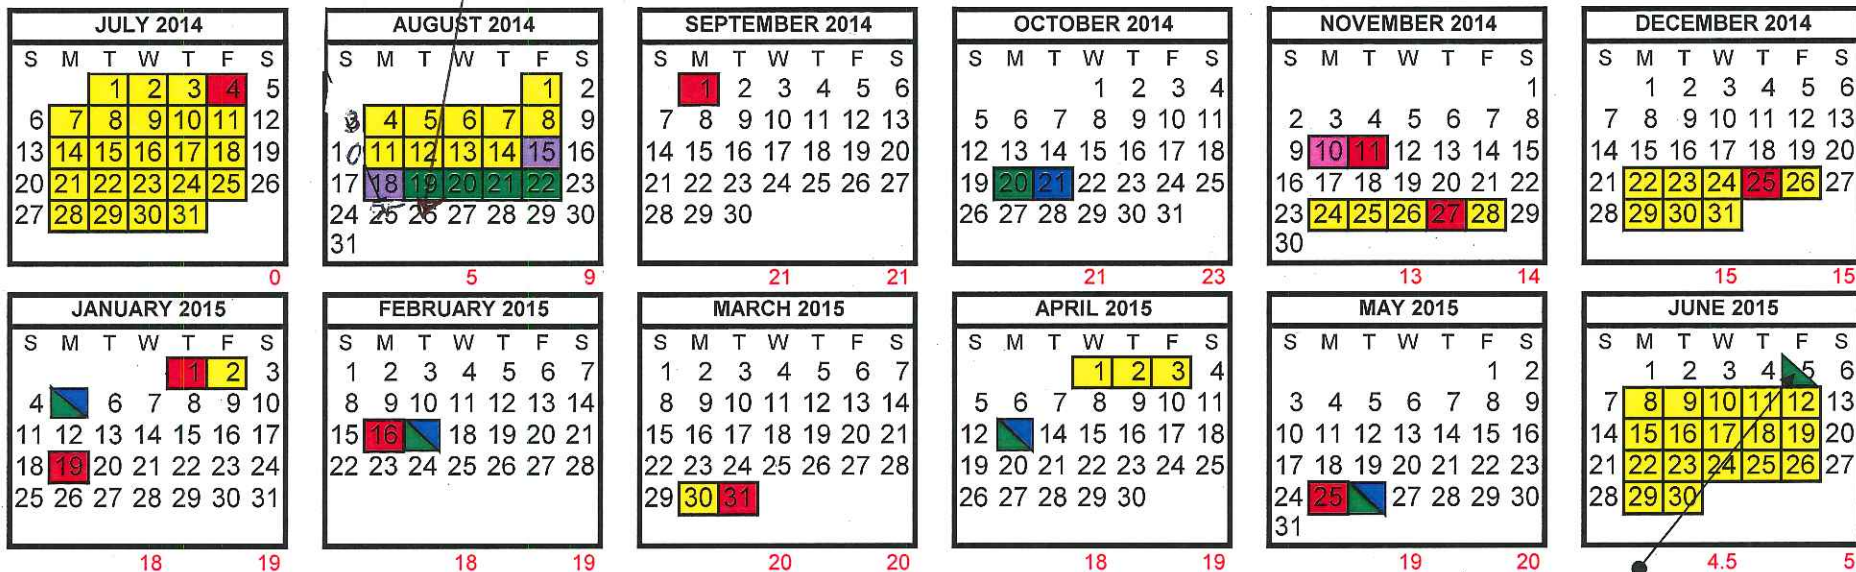 JULY 2014
S M T W T F S
1 2 3 4 5
6 7 8 9 10 11 12
13 14 15 16 17 18 19
20 21 22 23 24 25 26
27 28 29 30 31
0
AUGUST 2014
S M T W T F S
1 2
3 4 5 6 7 8 9
10 11 12 13 14 15 16
17 18 19 20 21 22 23
24 25 26 27 28 29 30
31
5 9
SEPTEMBER 2014
S M T W T F S
1 2 3 4 5 6
7 8 9 10 11 12 13
14 15 16 17 18 19 20
21 22 23 24 25 26 27
28 29 30
21 21
OCTOBER 2014
S M T W T F S
1 2 3 4
5 6 7 8 9 10 11
12 13 14 15 16 17 18
19 20 21 22 23 24 25
26 27 28 29 30 31
21 23
NOVEMBER 2014
S M T W T F S
1
2 3 4 5 6 7 8
9 10 11 12 13 14 15
16 17 18 19 20 21 22
23 24 25 26 27 28 29
30
13 14
DECEMBER 2014
S M T W T F S
1 2 3 4 5 6
7 8 9 10 11 12 13
14 15 16 17 18 19 20
21 22 23 24 25 26 27
28 29 30 31
15 15
JANUARY 2015
S M T W T F S
1 2 3
4 6 7 8 9 10
11 12 13 14 15 16 17
18 19 20 21 22 23 24
25 26 27 28 29 30 31
18 19
FEBRUARY 2015
S M T W T F S
1 2 3 4 5 6 7
8 9 10 11 12 13 14
15 16 18 19 20 21
22 23 24 25 26 27 28
18 19
MARCH 2015
S M T W T F S
1 2 3 4 5 6 7
8 9 10 11 12 13 14
15 16 17 18 19 20 21
22 23 24 25 26 27 28
29 30 31
20 20
APRIL 2015
S M T W T F S
1 2 3 4
5 6 7 8 9 10 11
12 14 15 16 17 18
19 20 21 22 23 24 25
26 27 28 29 30
18 19
MAY 2015
S M T W T F S
1 2
3 4 5 6 7 8 9
10 11 12 13 14 15 16
17 18 19 20 21 22 23
24 25 27 28 29 30
31
19 20
JUNE 2015
S M T W T F S
1 2 3 4 5 6
7 8 9 10 11 12 13
14 15 16 17 18 19 20
21 22 23 24 25 26 27
28 29 30
4.5 5